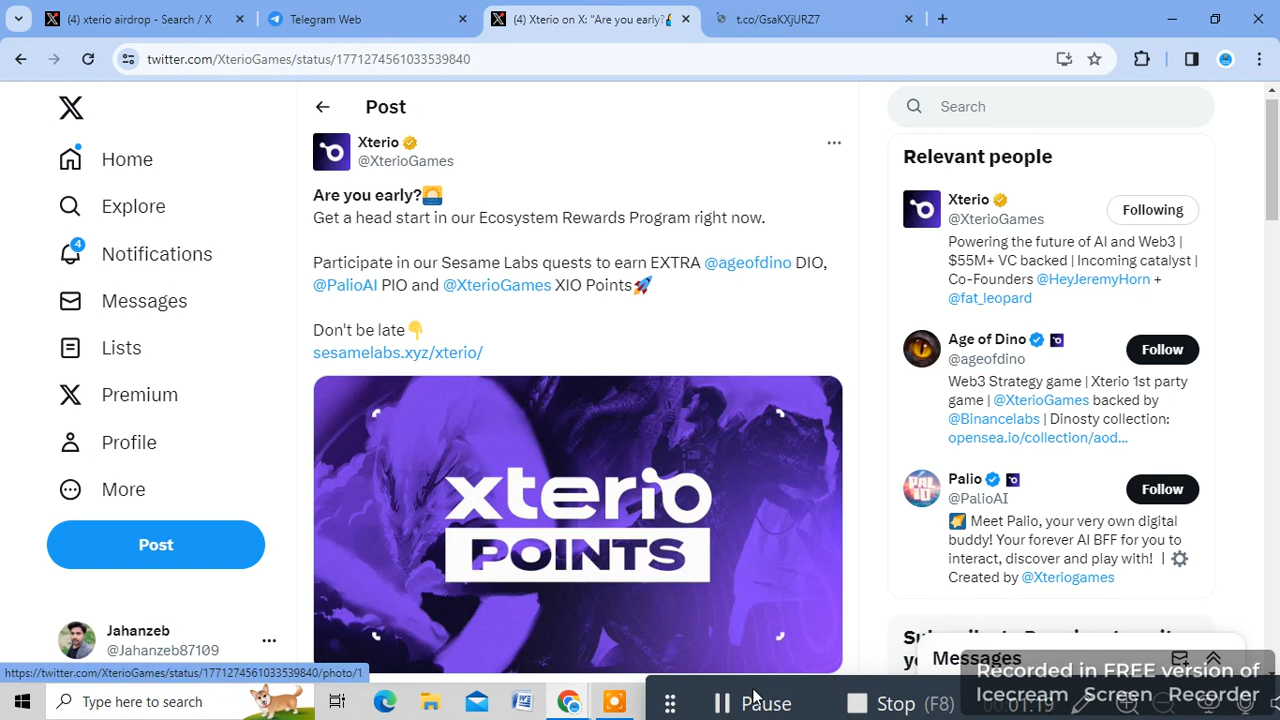 (4) xterio airdrop - Search / X
Telegram Web
(4) Xterio on X: "Are you early?
t.co/GsaKXjURZ7
twitter.com/XterioGames/status/1771274561033539840
Home
Explore
4
Notifications
Messages
Lists
Premium
Profile
More
Post
Jahanzeb
@Jahanzeb87109
Post
Xterio
@XterioGames
Are you early?🌅
Get a head start in our Ecosystem Rewards Program right now.
Participate in our Sesame Labs quests to earn EXTRA @ageofdino DIO,
@PalioAI PIO and @XterioGames XIO Points🚀
Don't be late👇
sesamelabs.xyz/xterio/
xterio
POINTS
Search
Relevant people
Xterio
@XterioGames
Following
Powering the future of AI and Web3 |
$55M+ VC backed | Incoming catalyst |
Co-Founders @HeyJeremyHorn +
@fat_leopard
Age of Dino
@ageofdino
Follow
Web3 Strategy game | Xterio 1st party
game | @XterioGames backed by
@Binancelabs | Dinosty collection:
opensea.io/collection/aod...
Palio
@PalioAI
Follow
Meet Palio, your very own digital
buddy! Your forever AI BFF for you to
interact, discover and play with! | ⚙️
Created by @Xteriogames
Messages
https://twitter.com/XterioGames/status/1771274561033539840/photo/1
Type here to search
Pause
Stop (F8)
00:01:19
Recorded in FREE version of
Icecream Screen Recorder